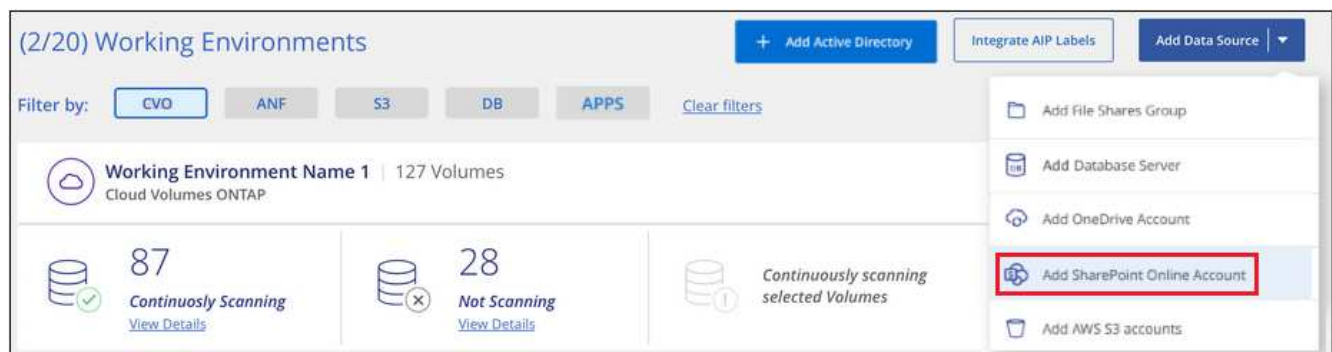 (2/20) Working Environments
+ Add Active Directory
Integrate AIP Labels
Add Data Source
Filter by:
CVO
ANF
S3
DB
APPS
Clear filters
Working Environment Name 1 | 127 Volumes
Cloud Volumes ONTAP
87
Continuosly Scanning
View Details
28
Not Scanning
View Details
Continuously scanning
selected Volumes
Add File Shares Group
DB
Add Database Server
Add OneDrive Account
Add SharePoint Online Account
Add AWS S3 accounts